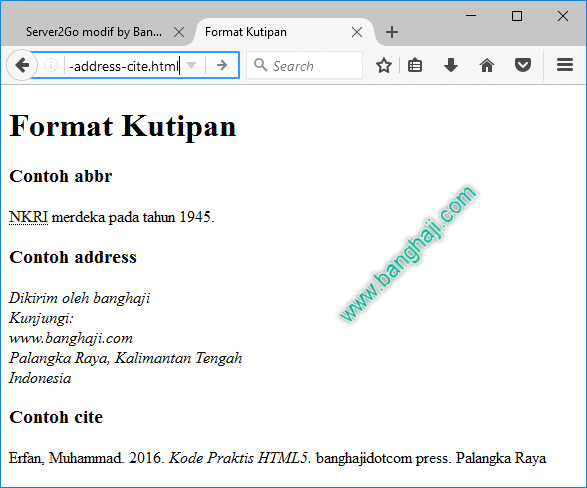 Server2Go modif by Ban...
Format Kutipan
-address-cite.html
Search
Format Kutipan
Contoh abbr
NKRI merdeka pada tahun 1945.
Contoh address
Dikirim oleh banghaji
Kunjungi:
www.banghaji.com
Palangka Raya, Kalimantan Tengah
Indonesia
Contoh cite
Erfan, Muhammad. 2016. Kode Praktis HTML5. banghajidotcom press. Palangka Raya
www.banghaji.com